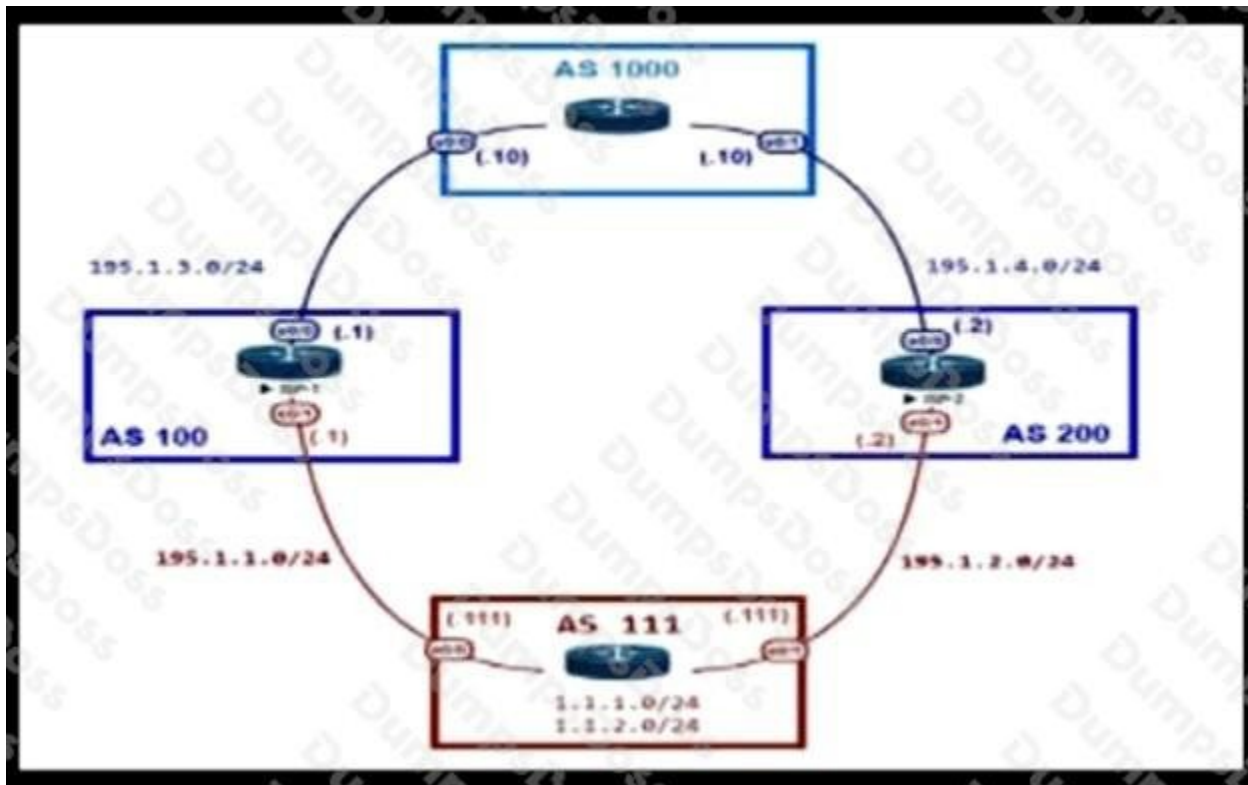 AS 1000
e0/0
e0/1
(.10)
(.10)
195.1.3.0/24
195.1.4.0/24
e0/0
(.1)
e0/0
(.2)
ISP-1
ISP-2
e0/1
e0/1
AS 100
(.1)
(.2)
AS 200
195.1.1.0/24
195.1.2.0/24
(.111)
AS 111
(.111)
e0/0
e0/1
1.1.1.0/24
1.1.2.0/24
DumpsDoss